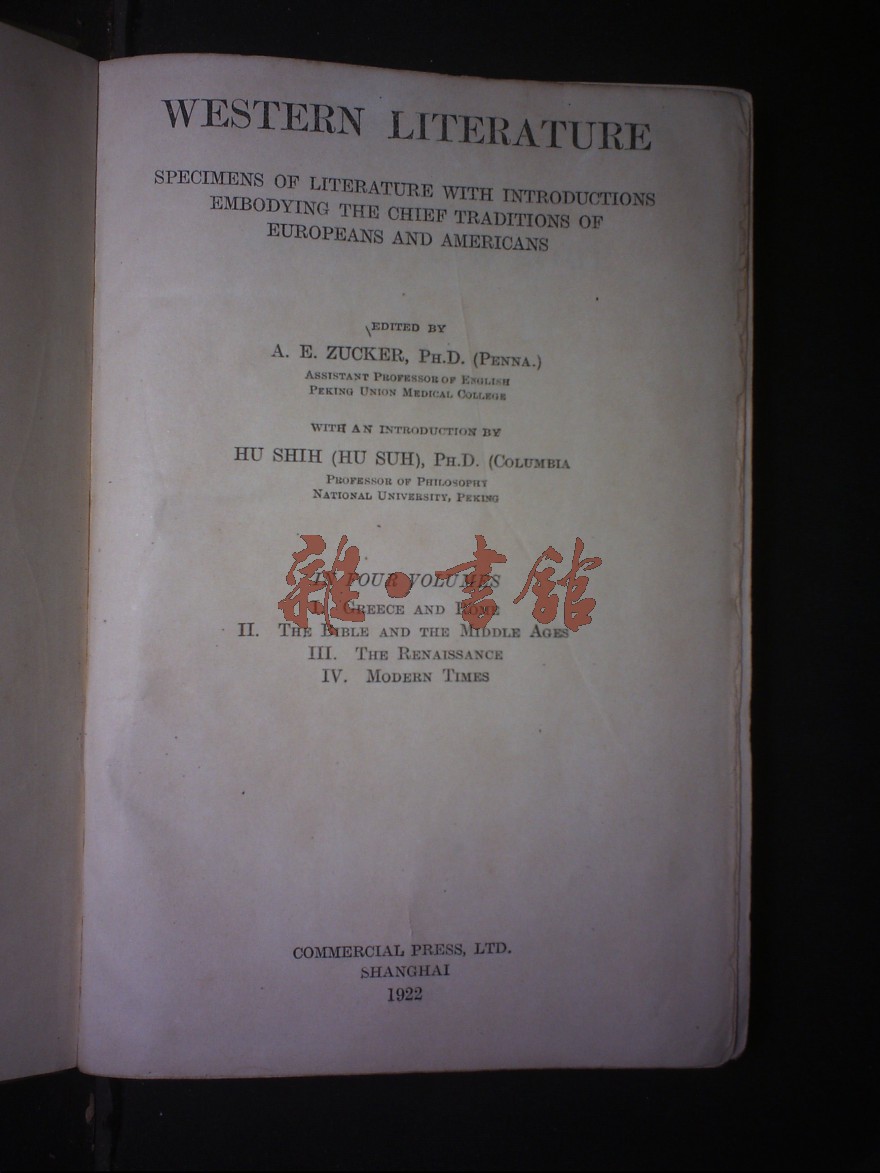 WESTERN LITERATURE
SPECIMENS OF LITERATURE WITH INTRODUCTIONS
EMBODYING THE CHIEF TRADITIONS OF
EUROPEANS AND AMERICANS
EDITED BY
A. E. ZUCKER, PH.D. (PENNA.)
ASSISTANT PROFESSOR OF ENGLISH
PEKING UNION MEDICAL COLLEGE
WITH AN INTRODUCTION BY
HU SHIH (HU SUH), PH.D. (COLUMBIA
PROFESSOR OF PHILOSOPHY
NATIONAL UNIVERSITY, PEKING
IN FOUR VOLUMES
雜·書館
I. GREECE AND ROME
II. THE BIBLE AND THE MIDDLE AGES
III. THE RENAISSANCE
IV. MODERN TIMES
COMMERCIAL PRESS, LTD.
SHANGHAI
1922